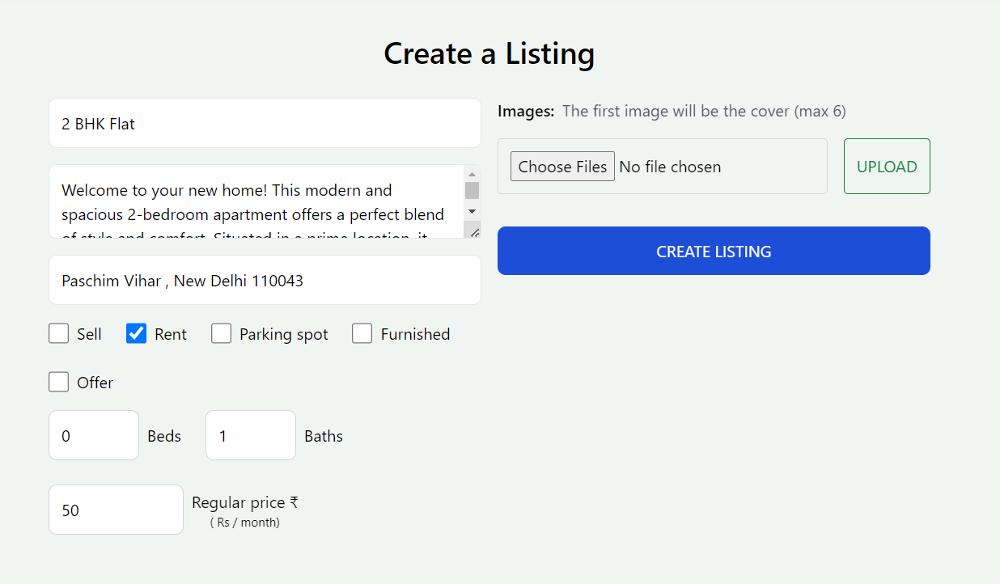 Create a Listing
2 BHK Flat
Welcome to your new home! This modern and
spacious 2-bedroom apartment offers a perfect blend
of style and comfort. Situated in a prime location, it
Paschim Vihar , New Delhi 110043
Sell Rent Parking spot Furnished
Offer
0 Beds 1 Baths
50 Regular price ₹
( Rs / month)
Images: The first image will be the cover (max 6)
Choose Files No file chosen UPLOAD
CREATE LISTING